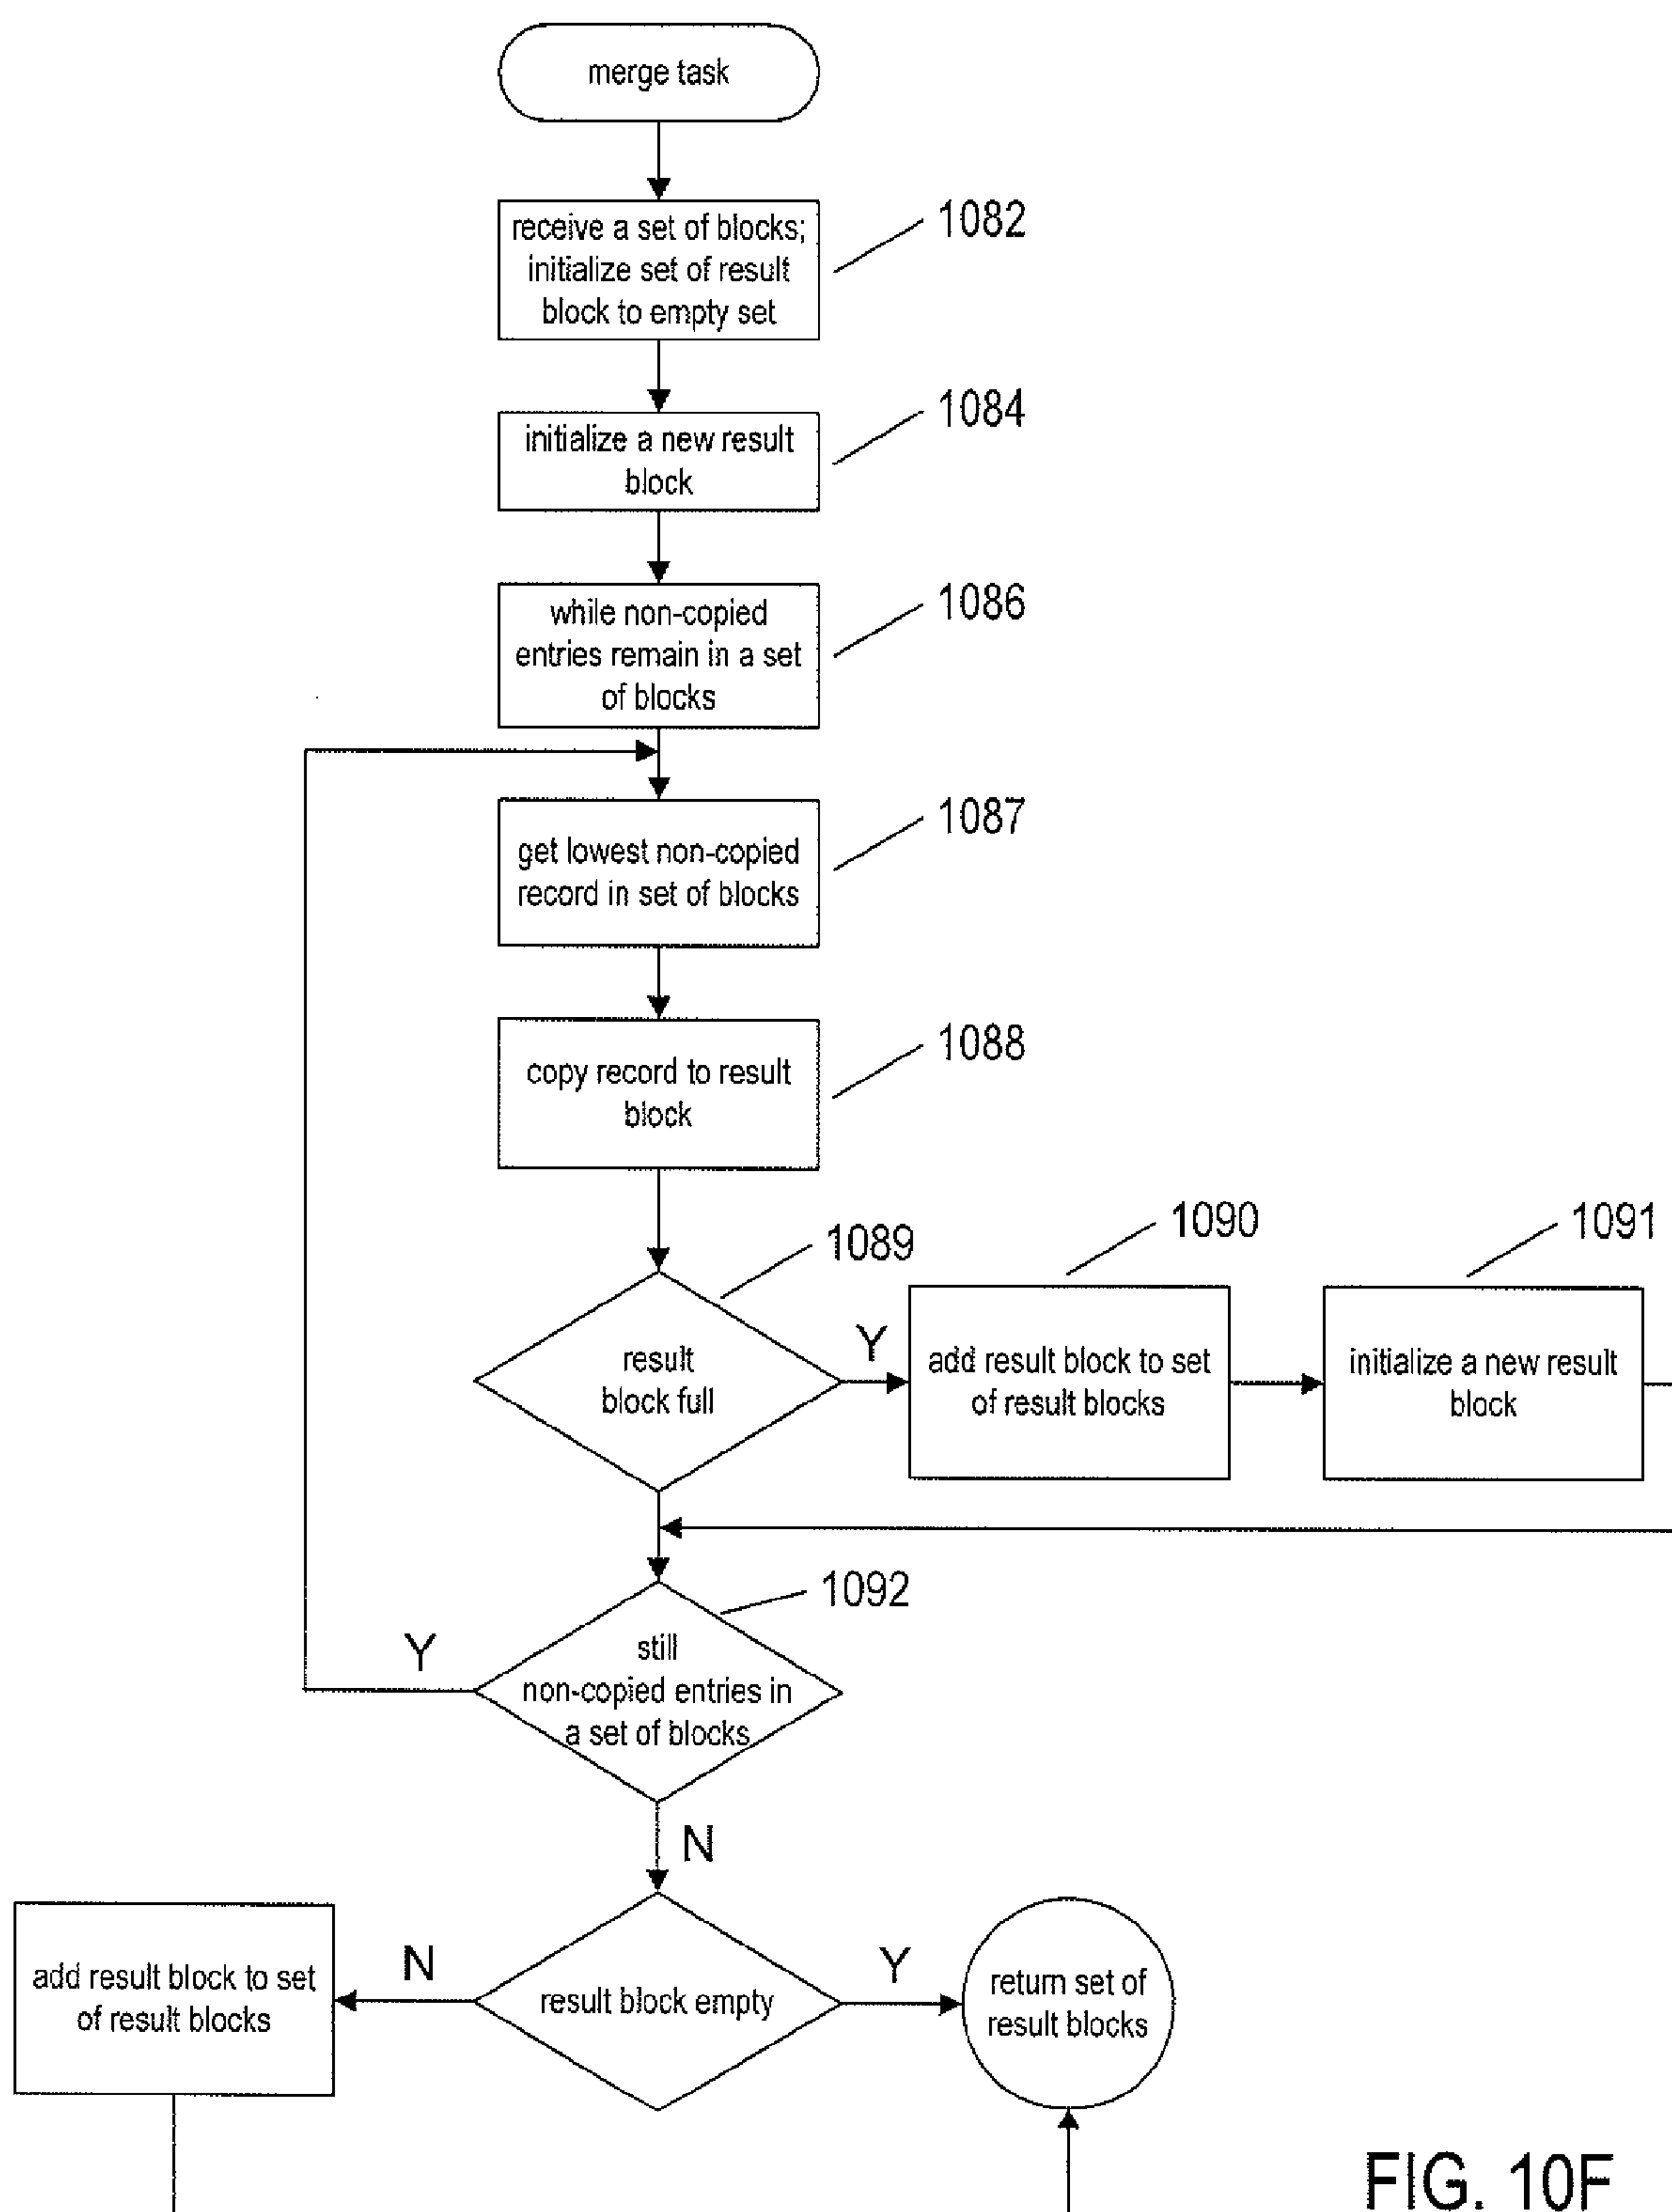 merge task
receive a set of blocks;
initialize set of result
block to empty set
1082
initialize a new result
block
1084
while non-copied
entries remain in a set
of blocks
1086
get lowest non-copied
record in set of blocks
1087
copy record to result
block
1088
result
block full
1089
Y
add result block to set
of result blocks
1090
initialize a new result
block
1091
still
non-copied entries in
a set of blocks
1092
Y
N
result block empty
N
add result block to set
of result blocks
Y
return set of
result blocks
FIG. 10F